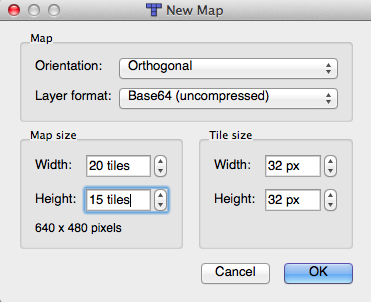 New Map
Map
Orientation: Orthogonal
Layer format: Base64 (uncompressed)
Map size
Width: 20 tiles
Height: 15 tiles
640 x 480 pixels
Tile size
Width: 32 px
Height: 32 px
Cancel OK